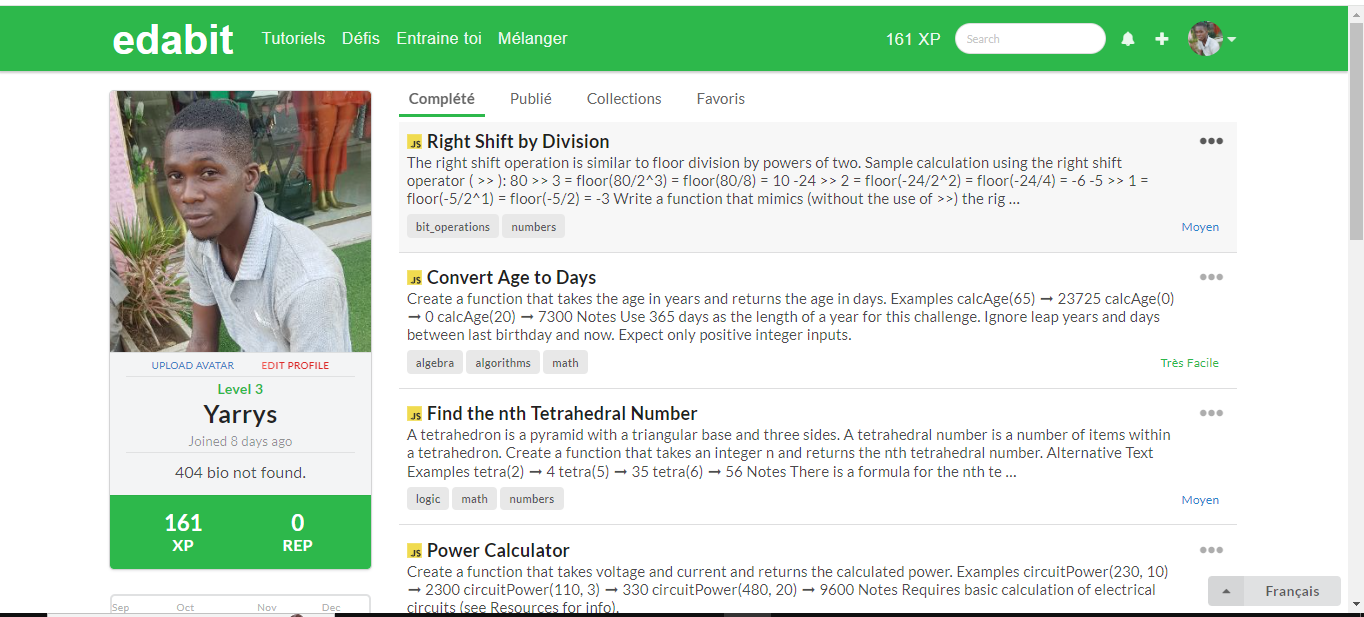 edabit
Tutoriels Défis Entraine toi Mélanger
161 XP
Search
Complété Publié Collections Favoris
UPLOAD AVATAR EDIT PROFILE
Level 3
Yarrys
Joined 8 days ago
404 bio not found.
161 0
XP REP
Sep Oct Nov Dec
JS Right Shift by Division
The right shift operation is similar to floor division by powers of two. Sample calculation using the right shift
operator ( >> ): 80 >> 3 = floor(80/2^3) = floor(80/8) = 10 -24 >> 2 = floor(-24/2^2) = floor(-24/4) = -6 -5 >> 1 =
floor(-5/2^1) = floor(-5/2) = -3 Write a function that mimics (without the use of >>) the rig ...
bit_operations numbers
Moyen
JS Convert Age to Days
Create a function that takes the age in years and returns the age in days. Examples calcAge(65) ➞ 23725 calcAge(0)
➞ 0 calcAge(20) ➞ 7300 Notes Use 365 days as the length of a year for this challenge. Ignore leap years and days
between last birthday and now. Expect only positive integer inputs.
algebra algorithms math
Très Facile
JS Find the nth Tetrahedral Number
A tetrahedron is a pyramid with a triangular base and three sides. A tetrahedral number is a number of items within
a tetrahedron. Create a function that takes an integer n and returns the nth tetrahedral number. Alternative Text
Examples tetra(2) ➞ 4 tetra(5) ➞ 35 tetra(6) ➞ 56 Notes There is a formula for the nth te ...
logic math numbers
Moyen
JS Power Calculator
Create a function that takes voltage and current and returns the calculated power. Examples circuitPower(230, 10)
➞ 2300 circuitPower(110, 3) ➞ 330 circuitPower(480, 20) ➞ 9600 Notes Requires basic calculation of electrical
circuits (see Resources for info).
Français